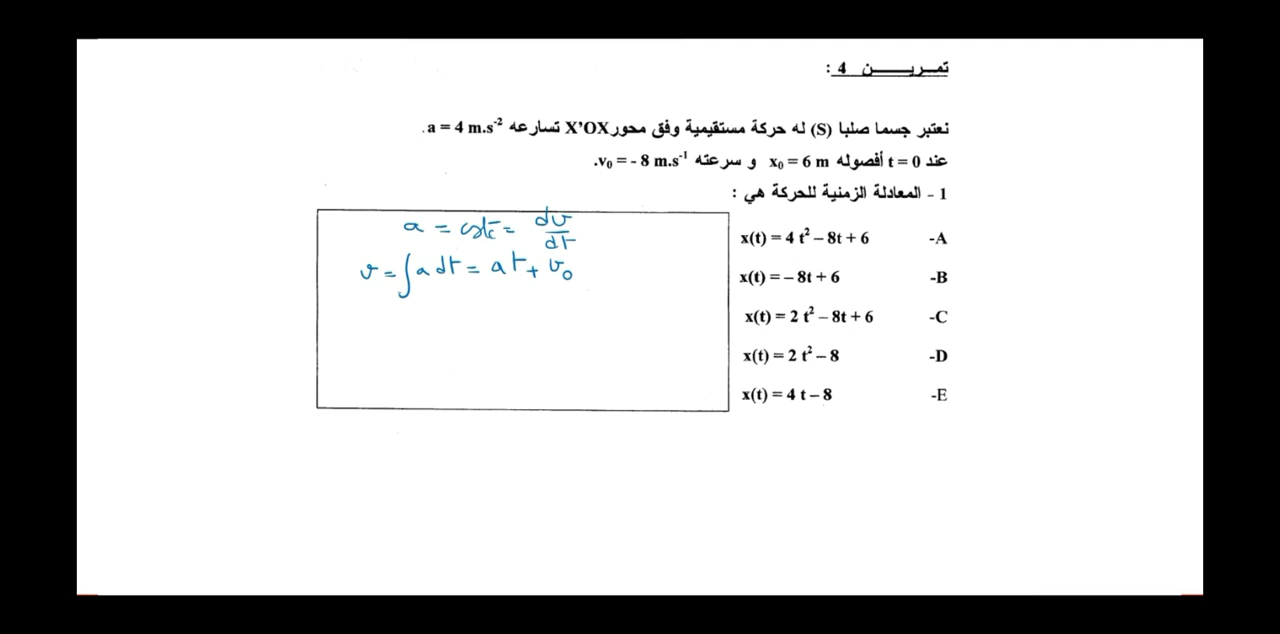 تمريـــن 4 :
نعتبر جسما صلبا (S) له حركة مستقيمية وفق محور X’OX تسارعه a = 4 m.s⁻².
عند t = 0 أفصوله x₀ = 6 m و سرعته v₀ = - 8 m.s⁻¹.
1 - المعادلة الزمنية للحركة هي :
a = cste = dv/dt
v = ∫a dt = at + v₀
-A x(t) = 4 t² – 8t + 6
-B x(t) = – 8t + 6
-C x(t) = 2 t² – 8t + 6
-D x(t) = 2 t² – 8
-E x(t) = 4 t – 8